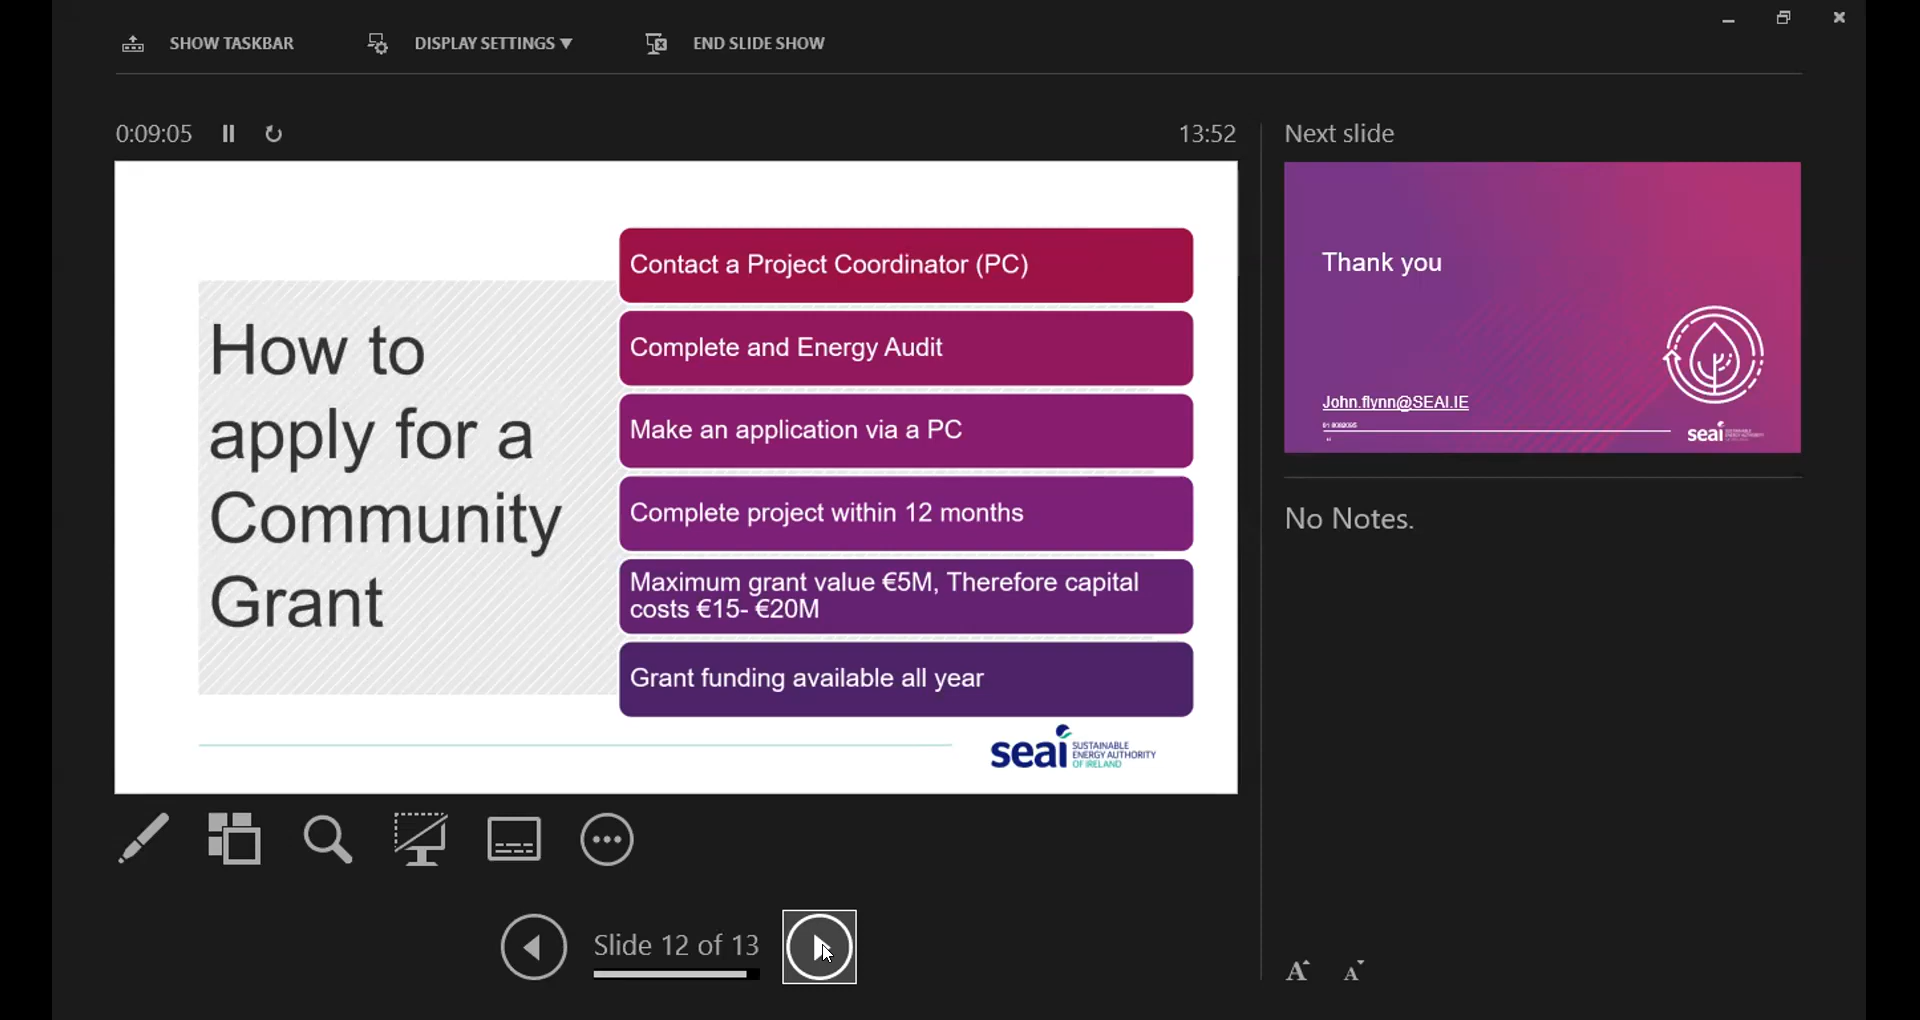 SHOW TASKBAR
DISPLAY SETTINGS
END SLIDE SHOW
0:09:05
13:52
Next slide
How to
apply for a
Community
Grant
Contact a Project Coordinator (PC)
Complete and Energy Audit
Make an application via a PC
Complete project within 12 months
Maximum grant value €5M, Therefore capital
costs €15- €20M
Grant funding available all year
seai
SUSTAINABLE
ENERGY AUTHORITY
OF IRELAND
Thank you
John.flynn@SEAI.IE
seai
No Notes.
Slide 12 of 13
A
A